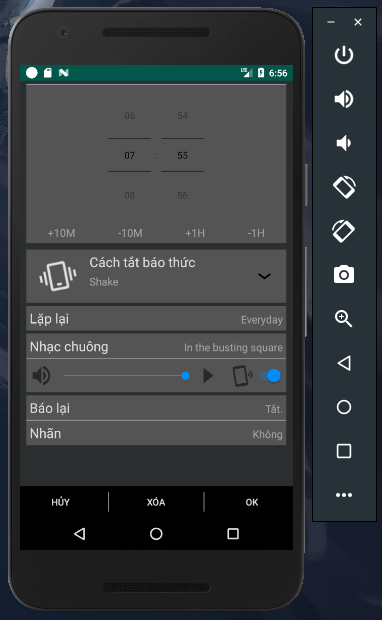 LTE 6:56
06 54
07 : 55
08 56
+10M -10M +1H -1H
Cách tắt báo thức
Shake
Lặp lại Everyday
Nhạc chuông In the busting square
Báo lại Tắt.
Nhãn Không
HỦY XÓA OK